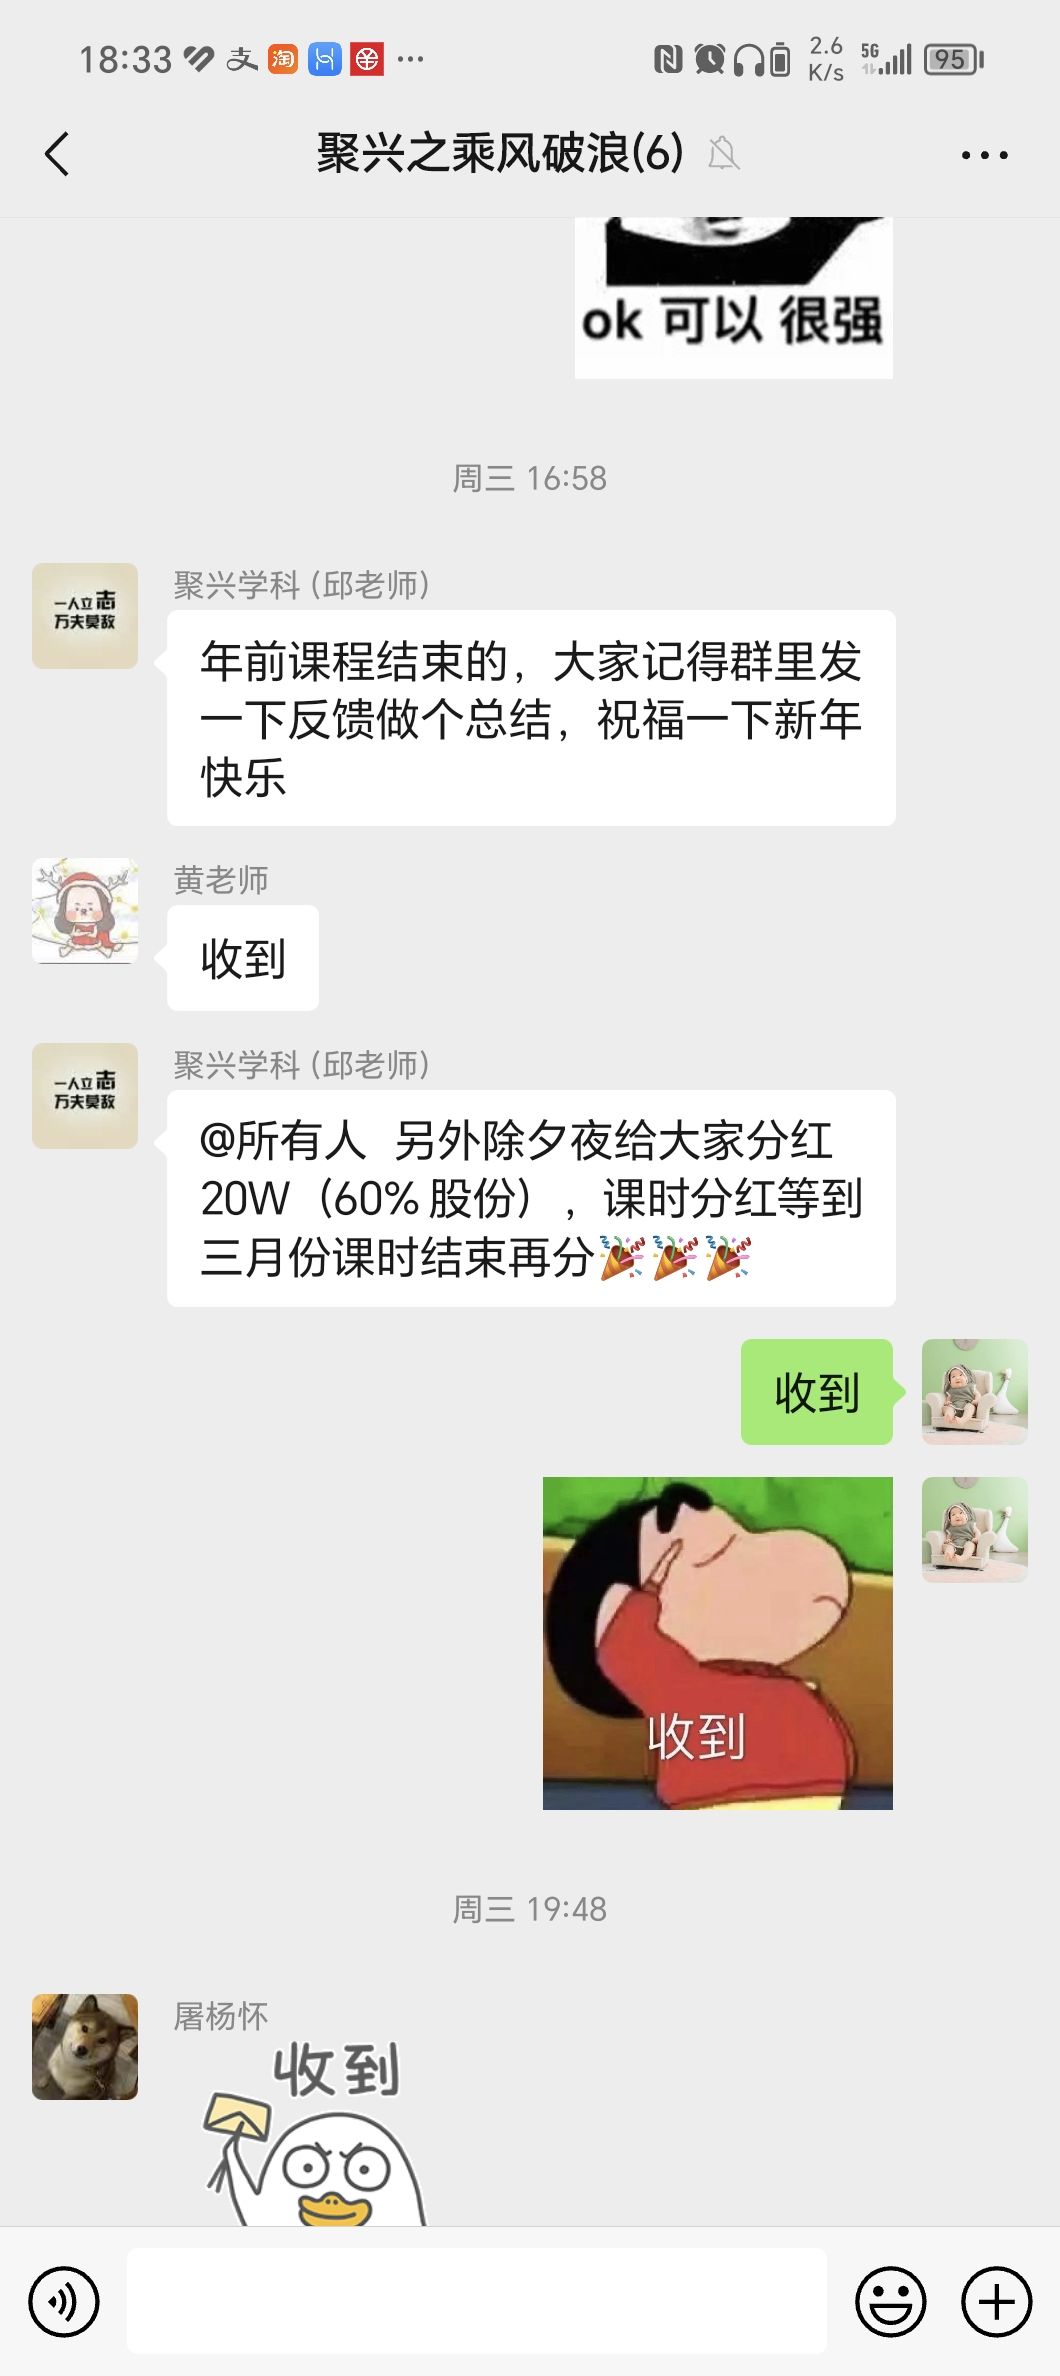 18:33
2.6
K/s
5G
95
聚兴之乘风破浪(6)
ok 可以 很强
周三 16:58
一人立志
万夫莫敌
聚兴学科 (邱老师)
年前课程结束的，大家记得群里发
一下反馈做个总结，祝福一下新年
快乐
黄老师
收到
一人立志
万夫莫敌
聚兴学科 (邱老师)
@所有人 另外除夕夜给大家分红
20W（60% 股份），课时分红等到
三月份课时结束再分🎉🎉🎉
收到
收到
周三 19:48
屠杨怀
收到